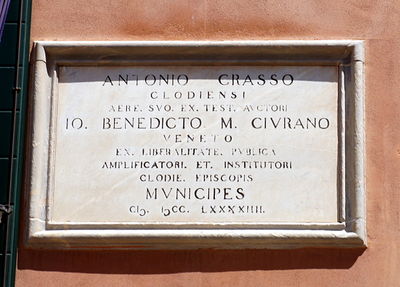 ANTONIO CRASSO
CLODIENSI
AERE. SVO. EX. TEST. AVCTORI
IO. BENEDICTO M. CIVRANO
VENETO
EX. LIBERALITATE. PVBLICA
AMPLIFICATORI. ET. INSTITUTORI
CLODIE. EPISCOPIS
MVNICIPES
CIↃ. IↃCC. LXXXXIIII.